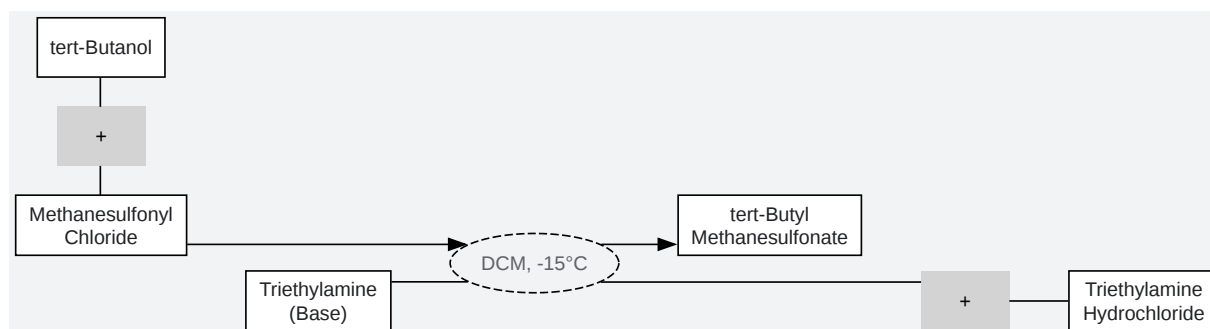 tert-Butanol
+
Methanesulfonyl
Chloride
tert-Butyl
Methanesulfonate
DCM, -15°C
Triethylamine
(Base)
+
Triethylamine
Hydrochloride